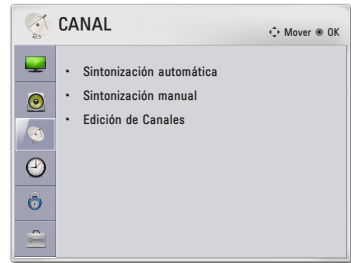 CANAL
Mover OK
• Sintonización automática
• Sintonización manual
• Edición de Canales